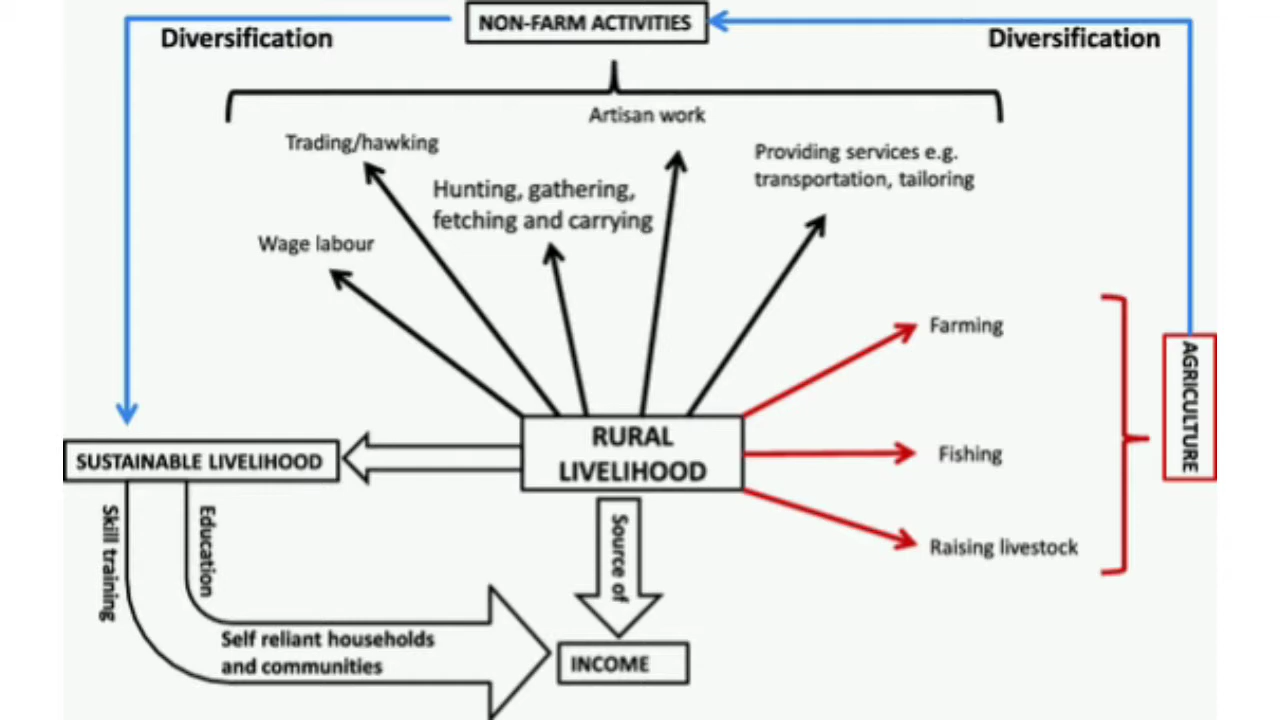 NON-FARM ACTIVITIES
Diversification
Diversification
Artisan work
Trading/hawking
Providing services e.g.
transportation, tailoring
Hunting, gathering,
fetching and carrying
Wage labour
Farming
AGRICULTURE
RURAL
LIVELIHOOD
Fishing
SUSTAINABLE LIVELIHOOD
Raising livestock
Skill training
Education
Source of
Self reliant households
and communities
INCOME